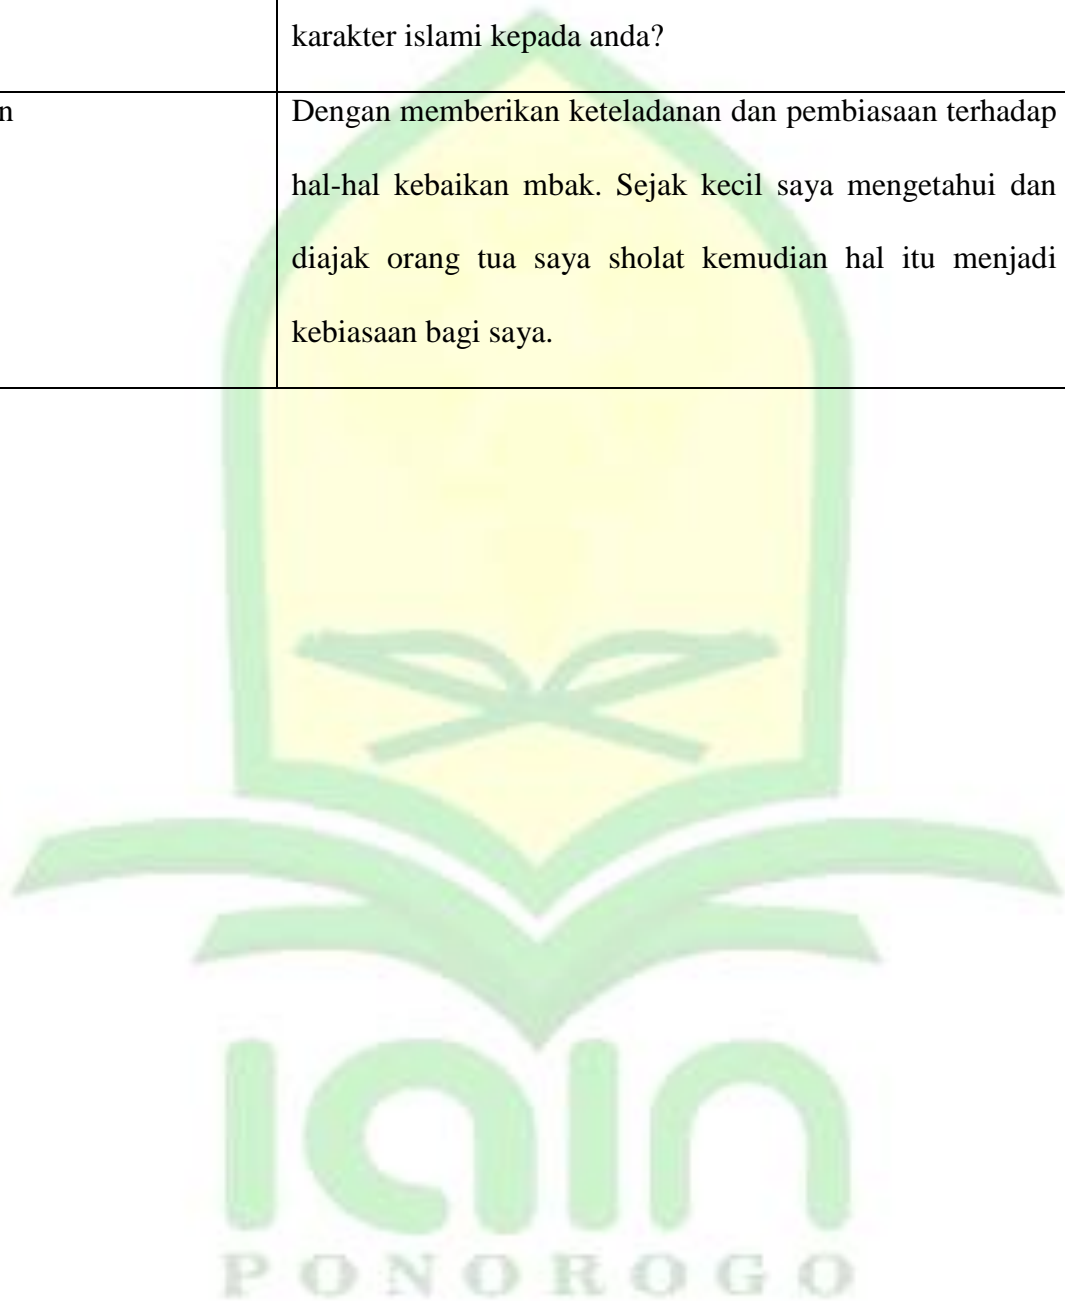 karakter islami kepada anda?
n
Dengan memberikan keteladanan dan pembiasaan terhadap
hal-hal kebaikan mbak. Sejak kecil saya mengetahui dan
diajak orang tua saya sholat kemudian hal itu menjadi
kebiasaan bagi saya.
iain
PONOROGO